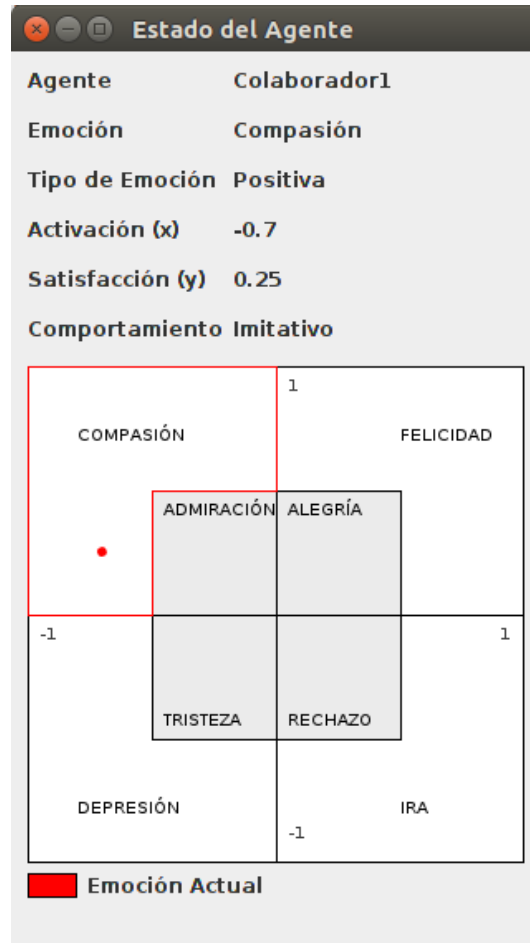 Estado del Agente
Agente Colaborador1
Emoción Compasión
Tipo de Emoción Positiva
Activación (x) -0.7
Satisfacción (y) 0.25
Comportamiento Imitativo
1
COMPASIÓN FELICIDAD
ADMIRACIÓN ALEGRÍA
-1 1
TRISTEZA RECHAZO
DEPRESIÓN IRA
-1
Emoción Actual